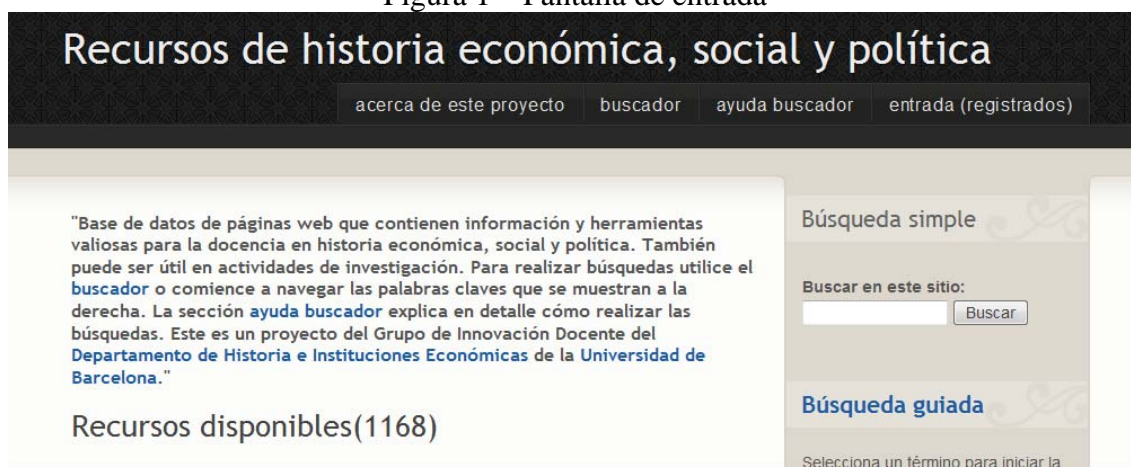 Figura 1 – Pantalla de entrada
Recursos de historia económica, social y política
acerca de este proyecto buscador ayuda buscador entrada (registrados)
"Base de datos de páginas web que contienen información y herramientas
valiosas para la docencia en historia económica, social y política. También
puede ser útil en actividades de investigación. Para realizar búsquedas utilice el
buscador o comience a navegar las palabras claves que se muestran a la
derecha. La sección ayuda buscador explica en detalle cómo realizar las
búsquedas. Este es un proyecto del Grupo de Innovación Docente del
Departamento de Historia e Instituciones Económicas de la Universidad de
Barcelona."
Recursos disponibles(1168)
Búsqueda simple
Buscar en este sitio:
Buscar
Búsqueda guiada
Selecciona un término para iniciar la